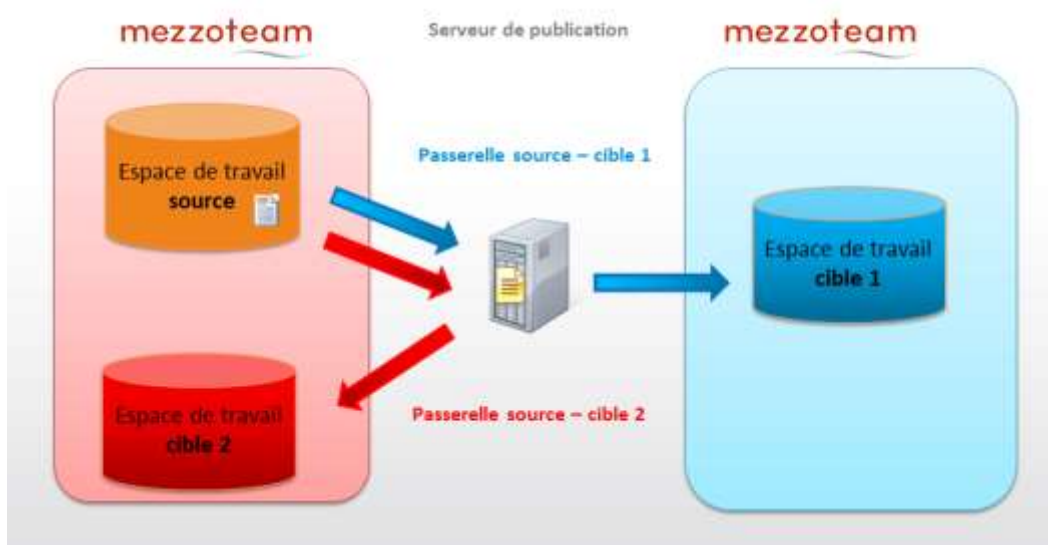 mezzoteam
Serveur de publication
mezzoteam
Passerelle source – cible 1
Espace de travail
source
Espace de travail
cible 1
Espace de travail
cible 2
Passerelle source – cible 2